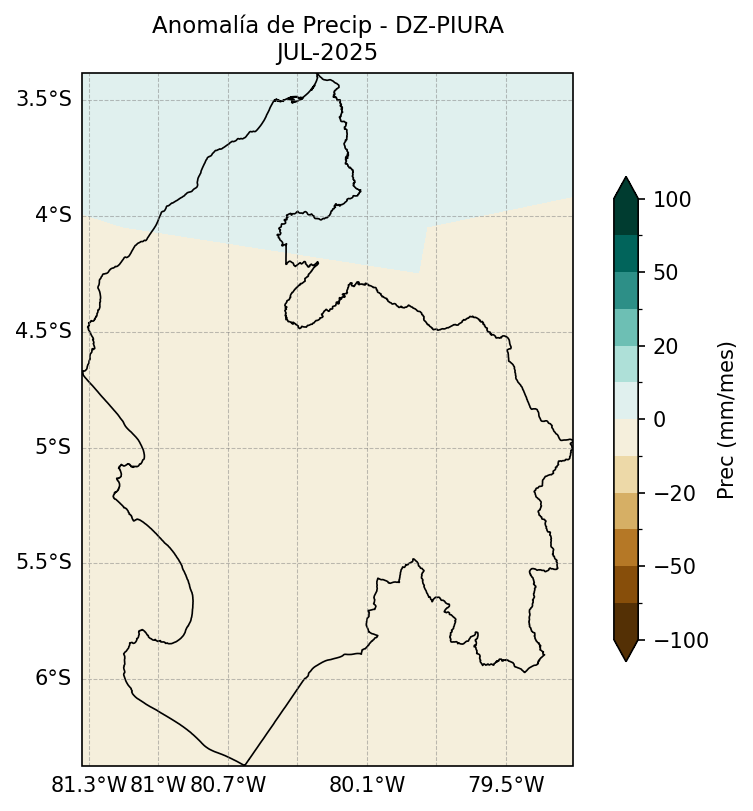 Anomalía de Precip - DZ-PIURA
JUL-2025
3.5°S
4°S
4.5°S
5°S
5.5°S
6°S
81.3°W 81°W 80.7°W 80.1°W 79.5°W
100
50
20
0
−20
−50
−100
Prec (mm/mes)